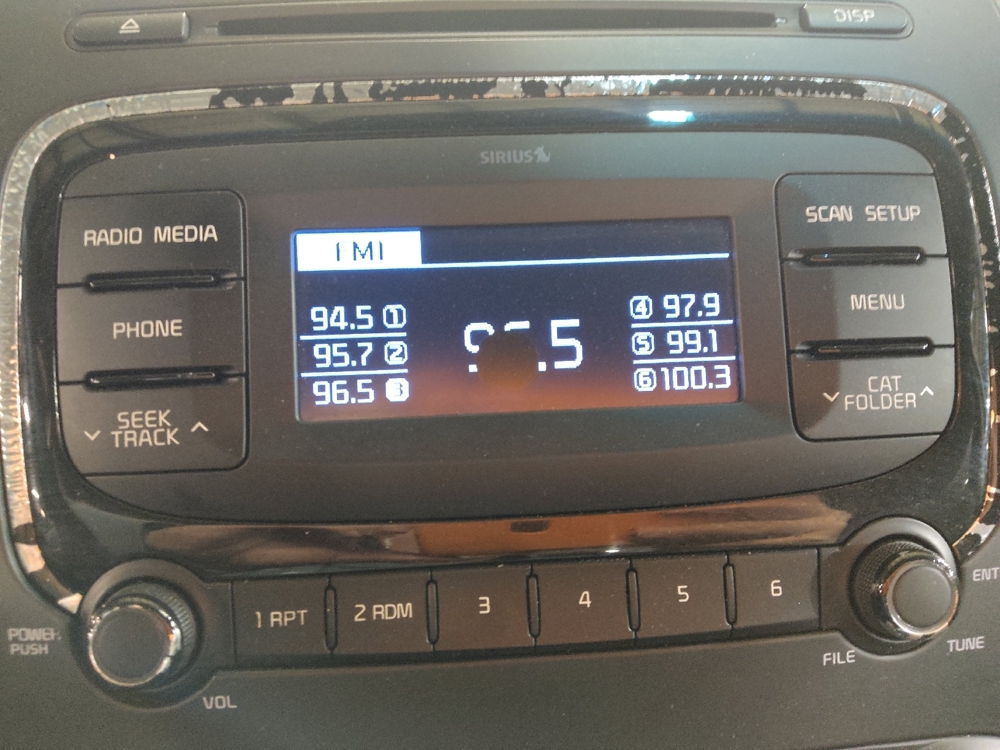 DISP
SIRIUS
RADIO MEDIA
SCAN SETUP
PHONE
MENU
SEEK
TRACK
CAT
FOLDER
94.5 1
95.7 2
96.5 3
4 97.9
5 99.1
6 100.3
1 RPT
2 RDM
3
4
5
6
POWER
PUSH
VOL
FILE
TUNE
ENT